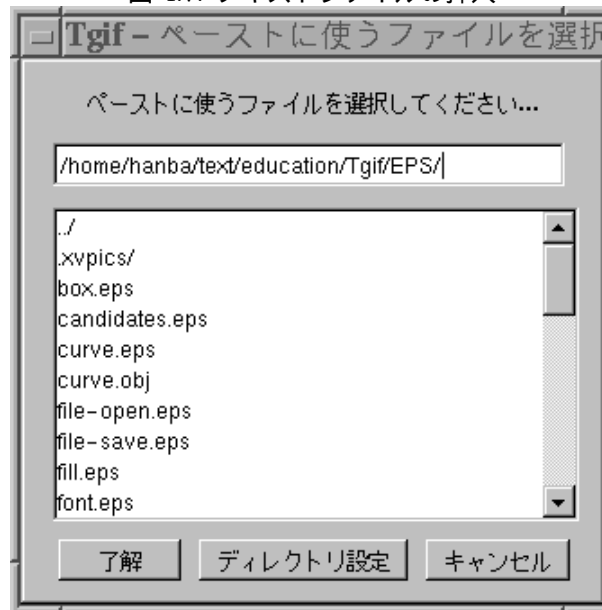 Tgif – ペーストに使うファイルを選択
ペーストに使うファイルを選択してください...
/home/hanba/text/education/Tgif/EPS/
../
.xvpics/
box.eps
candidates.eps
curve.eps
curve.obj
file-open.eps
file-save.eps
fill.eps
font.eps
了解 ディレクトリ設定 キャンセル